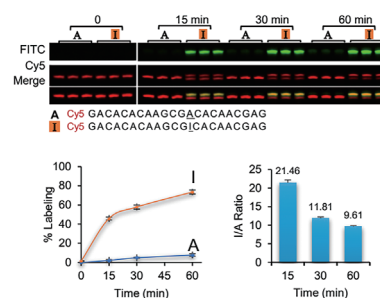 0 15 min 30 min 60 min
A I A I A I A I
FITC
Cy5
Merge
A Cy5 GACACACAAGCGACACAACGAG
I Cy5 GACACACAAGCGICACAACGAG
% Labeling
100
80
60
40
20
0
I
A
0 15 30 45 60
Time (min)
I/A Ratio
25
20
15
10
5
0
21.46
11.81
9.61
15 30 60
Time (min)